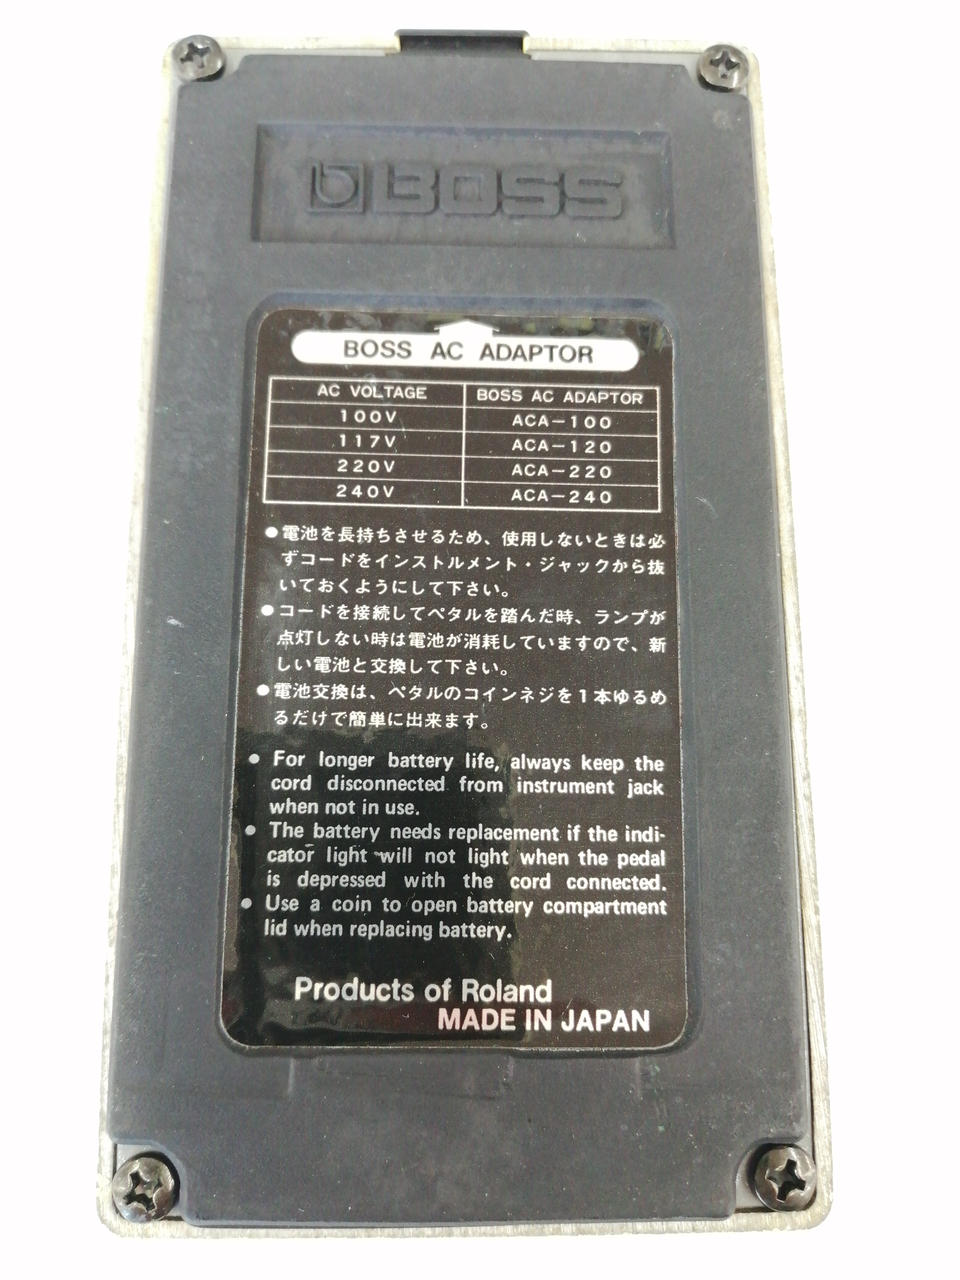 BOSS
BOSS AC ADAPTOR
AC VOLTAGE BOSS AC ADAPTOR
100V ACA-100
117V ACA-120
220V ACA-220
240V ACA-240
●電池を長持ちさせるため、使用しないときは必
ずコードをインストルメント・ジャックから抜
いておくようにして下さい。
●コードを接続してペタルを踏んだ時、ランプが
点灯しない時は電池が消耗していますので、新
しい電池と交換して下さい。
●電池交換は、ペタルのコインネジを1本ゆるめ
るだけで簡単に出来ます。
● For longer battery life, always keep the
cord disconnected from instrument jack
when not in use.
● The battery needs replacement if the indi-
cator light will not light when the pedal
is depressed with the cord connected.
● Use a coin to open battery compartment
lid when replacing battery.
Products of Roland
MADE IN JAPAN